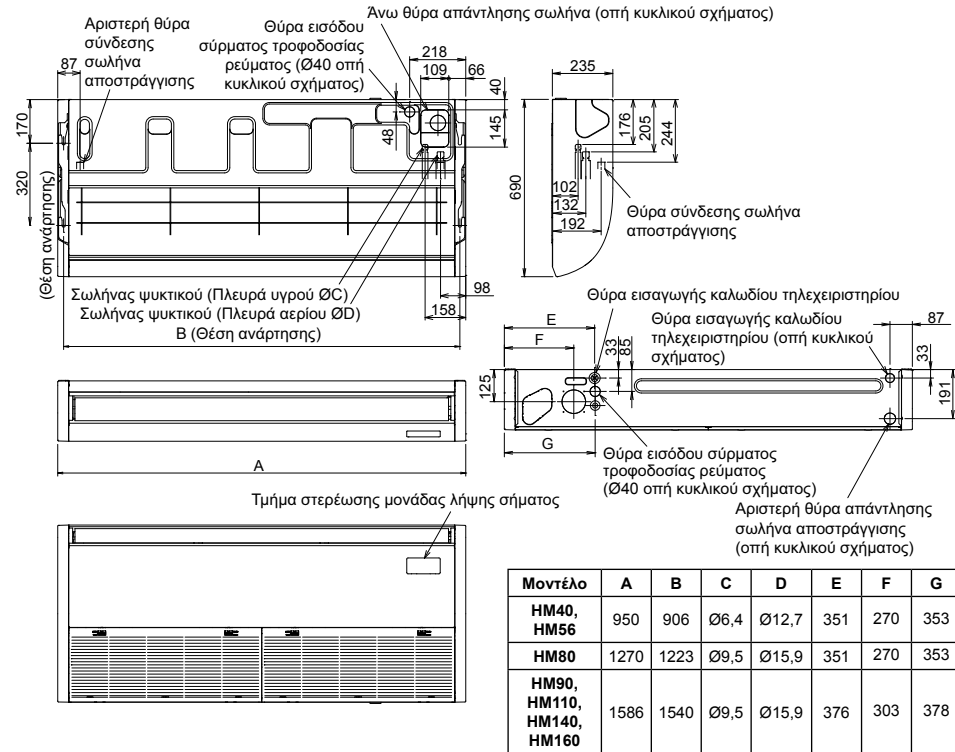 Άνω θύρα απάντλησης σωλήνα (οπή κυκλικού σχήματος)
Αριστερή θύρα
σύνδεσης
σωλήνα
αποστράγγισης
Θύρα εισόδου
σύρματος τροφοδοσίας
ρεύματος (Ø40 οπή
κυκλικού σχήματος)
87
218
109
66
40
145
48
170
320
(Θέση ανάρτησης)
235
176
205
244
690
102
132
192
Θύρα σύνδεσης σωλήνα
αποστράγγισης
Σωλήνας ψυκτικού (Πλευρά υγρού ØC)
Σωλήνας ψυκτικού (Πλευρά αερίου ØD)
98
158
B (Θέση ανάρτησης)
Θύρα εισαγωγής καλωδίου τηλεχειριστηρίου
Θύρα εισαγωγής καλωδίου
τηλεχειριστηρίου (οπή κυκλικού
σχήματος)
E
F
33
85
87
33
125
191
G
Θύρα εισόδου σύρματος
τροφοδοσίας ρεύματος
(Ø40 οπή κυκλικού σχήματος)
Αριστερή θύρα απάντλησης
σωλήνα αποστράγγισης
(οπή κυκλικού σχήματος)
A
Τμήμα στερέωσης μονάδας λήψης σήματος
Μοντέλο A B C D E F G
HM40,
HM56 950 906 Ø6,4 Ø12,7 351 270 353
HM80 1270 1223 Ø9,5 Ø15,9 351 270 353
HM90,
HM110,
HM140,
HM160 1586 1540 Ø9,5 Ø15,9 376 303 378